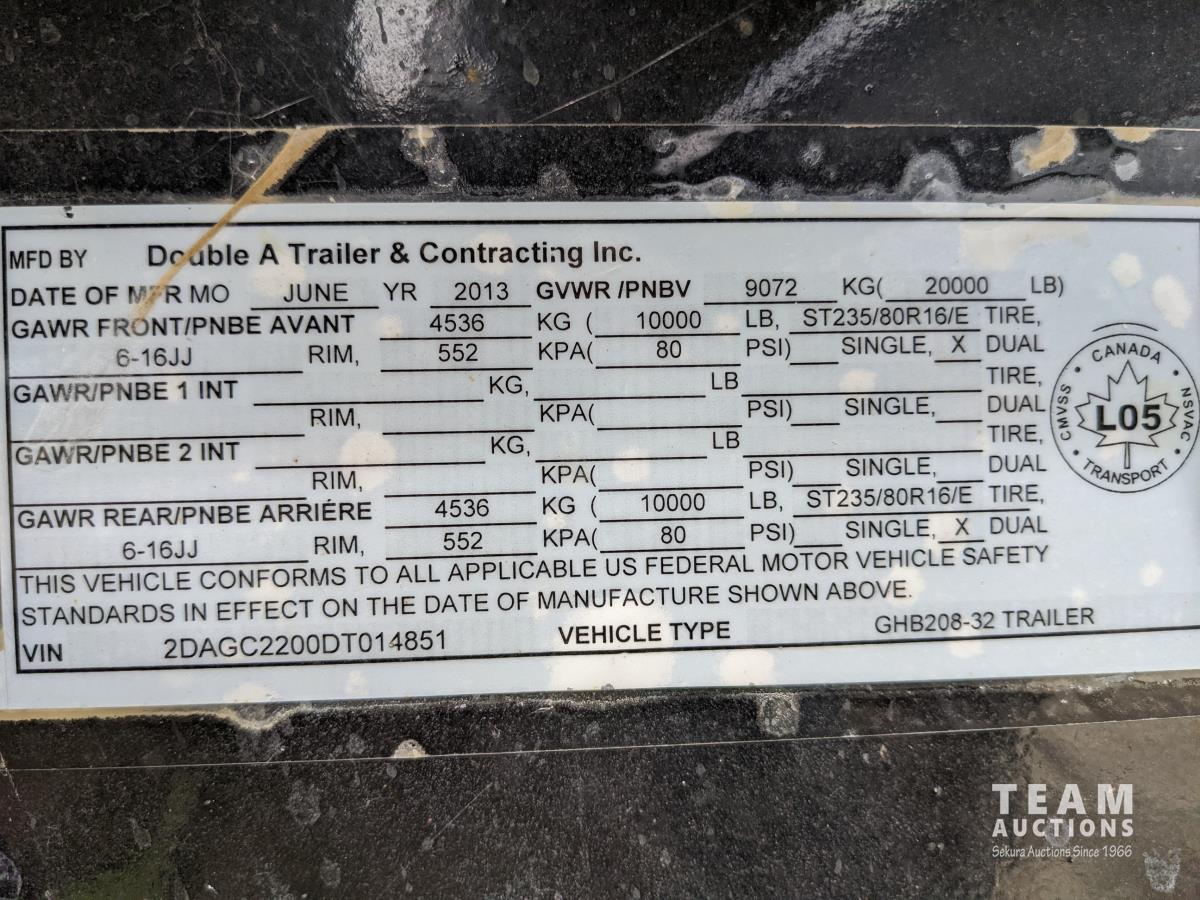 MFD BY Double A Trailer & Contracting Inc.
DATE OF MFR MO JUNE YR 2013 GVWR /PNBV 9072 KG( 20000 LB)
GAWR FRONT/PNBE AVANT 4536 KG ( 10000 LB, ST235/80R16/E TIRE,
6-16JJ RIM, 552 KPA( 80 PSI) SINGLE, X DUAL
GAWR/PNBE 1 INT KG, LB TIRE,
RIM, KPA( PSI) SINGLE, DUAL
GAWR/PNBE 2 INT KG, LB TIRE,
RIM, KPA( PSI) SINGLE, DUAL
GAWR REAR/PNBE ARRIÉRE 4536 KG ( 10000 LB, ST235/80R16/E TIRE,
6-16JJ RIM, 552 KPA( 80 PSI) SINGLE, X DUAL
THIS VEHICLE CONFORMS TO ALL APPLICABLE US FEDERAL MOTOR VEHICLE SAFETY
STANDARDS IN EFFECT ON THE DATE OF MANUFACTURE SHOWN ABOVE.
VIN 2DAGC2200DT014851 VEHICLE TYPE GHB208-32 TRAILER
CANADA
CMVSS
L05
NSVAC
TRANSPORT
TEAM
AUCTIONS
Sekura Auctions Since 1966